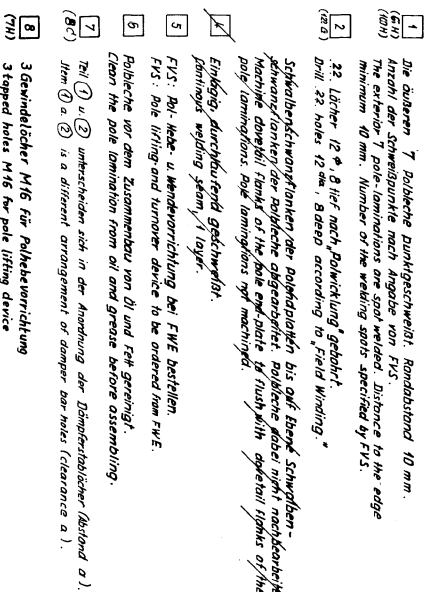 1 Die äußeren 7 Polbleche punktgeschweißt. Randabstand 10 mm.
(6H) Anzahl der Schweißpunkte nach Angabe von FVS.
(10H) The exterior 7 pole-laminations are spot welded. Distance to the edge
minimum 10 mm. Number of the welding spots specified by FVS.
2 .22. Löcher 12 ⌀, 8 tief nach „Polwicklung" gebohrt.
Drill .22. holes 12 dia, 8 deep according to „Field Winding."
Schwalbenschwanzflanken der Polendplatten bis auf Ebene Schwalben-
schwanzflanken der Polbleche abgearbeitet. Polbleche dabei nicht nachbearbeitet
Machine dovetail flanks of the pole end-plate to flush with dovetail flanks of the
pole laminations. Pole laminations not machined.
4 Einlagig, durchlaufend geschweißt.
Continous welding seam, 1 layer.
5 FVS: Pol-Hebe u. Wendevorrichtung bei FWE bestellen.
FVS: Pole lifting-and turnover device to be ordered from FWE.
6 Polbleche vor dem Zusammenbau von Öl und Fett gereinigt.
Clean the pole lamination from oil and grease before assembling.
7 Teil ① u. ② unterscheiden sich in der Anordnung der Dämpferstablöcher (Abstand a).
(8C) Item ① a. ② is a different arrangement of damper bar holes (clearance a).
8 3 Gewindelöcher M16 für Polhebevorrichtung
(7H) 3 tapped holes M16 for pole lifting device